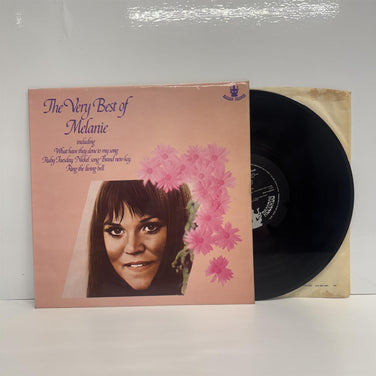 The Very Best of
Melanie
including
What have they done to my song
Ruby Tuesday · Nickel song · Brand new key
Ring the living bell